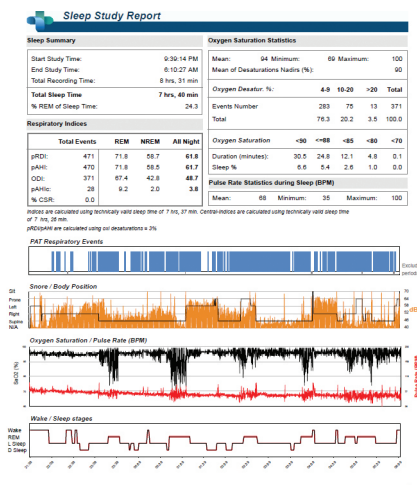 Sleep Study Report
Sleep Summary
Start Study Time: 9:39:14 PM
End Study Time: 6:10:27 AM
Total Recording Time: 8 hrs, 31 min
Total Sleep Time 7 hrs, 40 min
% REM of Sleep Time: 24.3
Oxygen Saturation Statistics
Mean: 94 Minimum: 69 Maximum: 100
Mean of Desaturations Nadirs (%): 90
Oxygen Desatur. %: 4-9 10-20 >20 Total
Events Number 283 75 13 371
Total 76.3 20.2 3.5 100.0
Oxygen Saturation <90 <=88 <85 <80 <70
Duration (minutes): 30.5 24.8 12.1 4.8 0.1
Sleep % 6.6 5.4 2.6 1.0 0.0
Respiratory Indices
Total Events REM NREM All Night
pRDI: 471 71.8 58.7 61.8
pAHI: 470 71.8 58.5 61.7
ODI: 371 67.4 42.8 48.7
pAHIc: 28 9.2 2.0 3.8
% CSR: 0.0
Pulse Rate Statistics during Sleep (BPM)
Mean: 68 Minimum: 35 Maximum: 100
Indices are calculated using technically valid sleep time of 7 hrs, 37 min. Central-Indices are calculated using technically valid sleep
time of 7 hrs, 26 min.
pRDI/pAHI are calculated using oxi desaturations ≥ 3%
PAT Respiratory Events
Snore / Body Position
Sit
Prone
Left
Right
Supine
N/A
70
60
50
40
dB
Oxygen Saturation / Pulse Rate (BPM)
SaO2 (%)
Wake / Sleep stages
Wake
REM
L Sleep
D Sleep